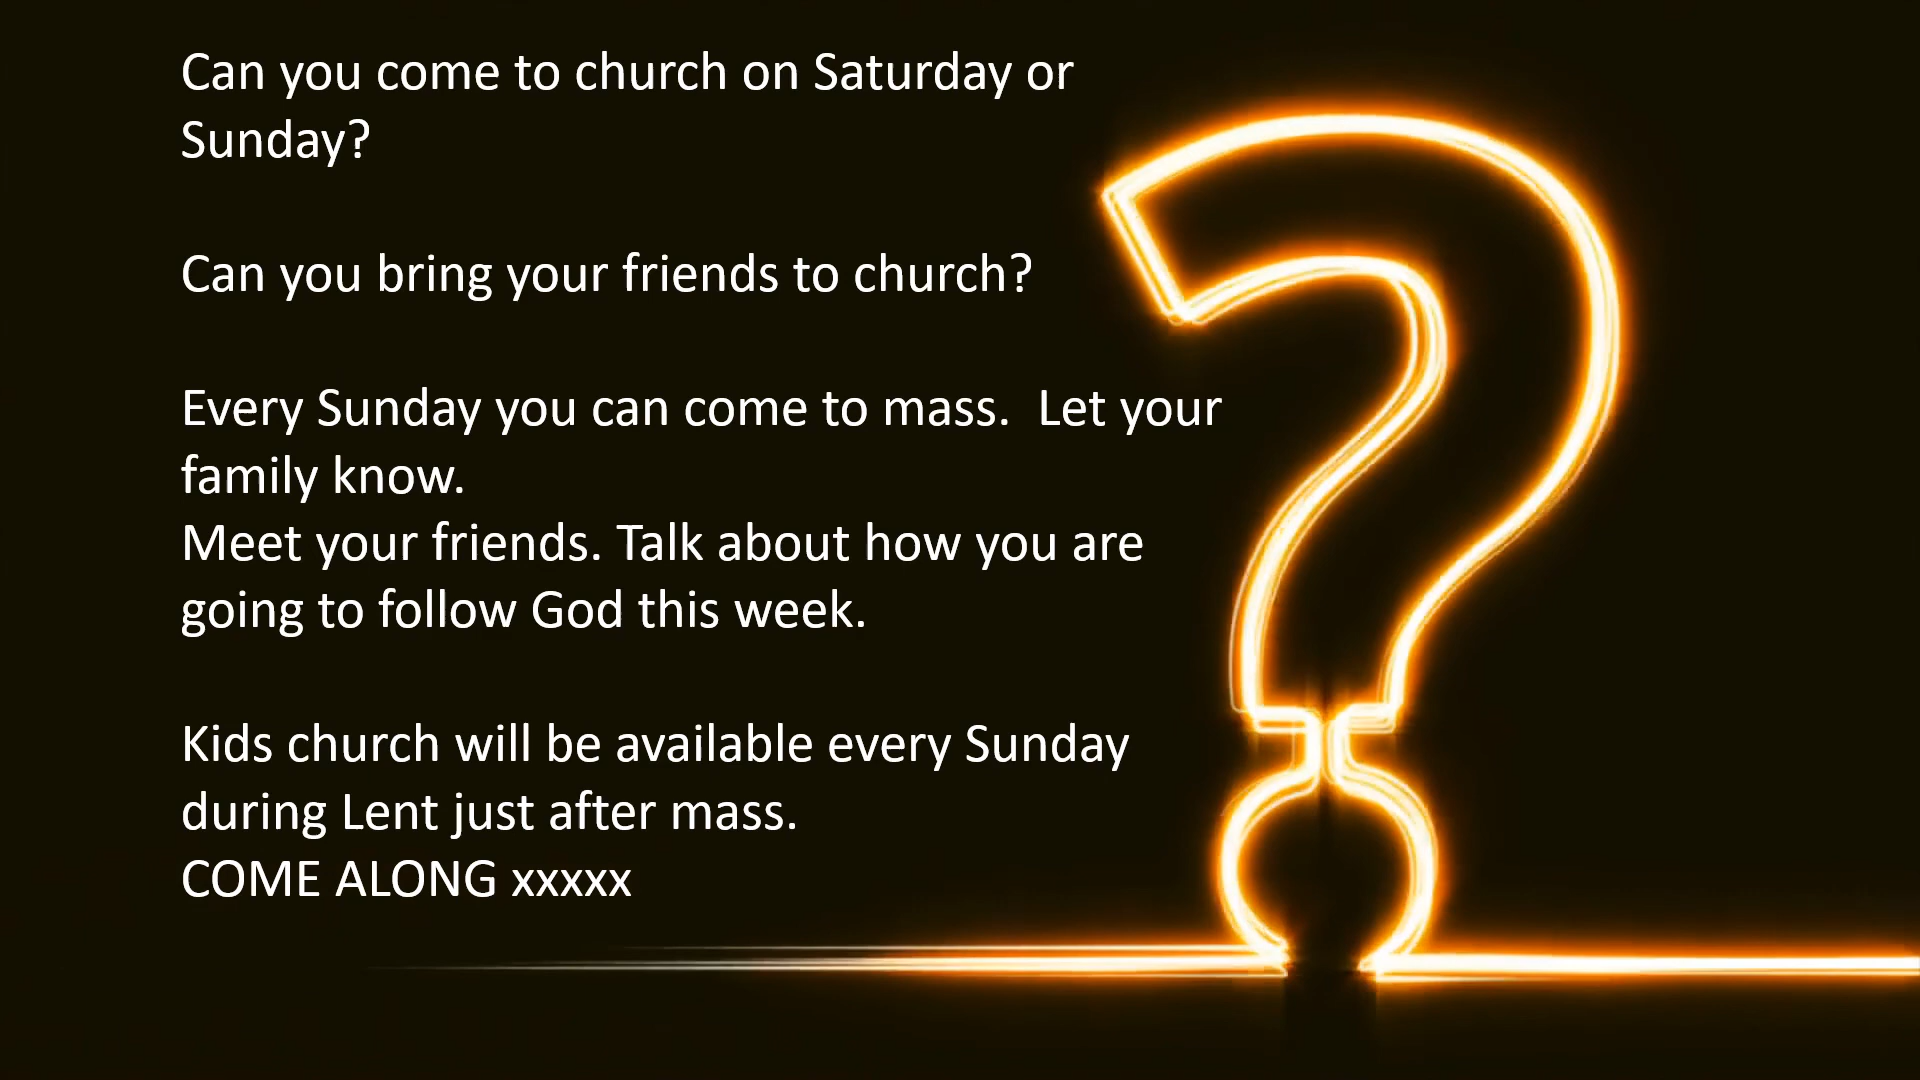 Can you come to church on Saturday or
Sunday?
Can you bring your friends to church?
Every Sunday you can come to mass.  Let your
family know.
Meet your friends. Talk about how you are
going to follow God this week.
Kids church will be available every Sunday
during Lent just after mass.
COME ALONG xxxxx